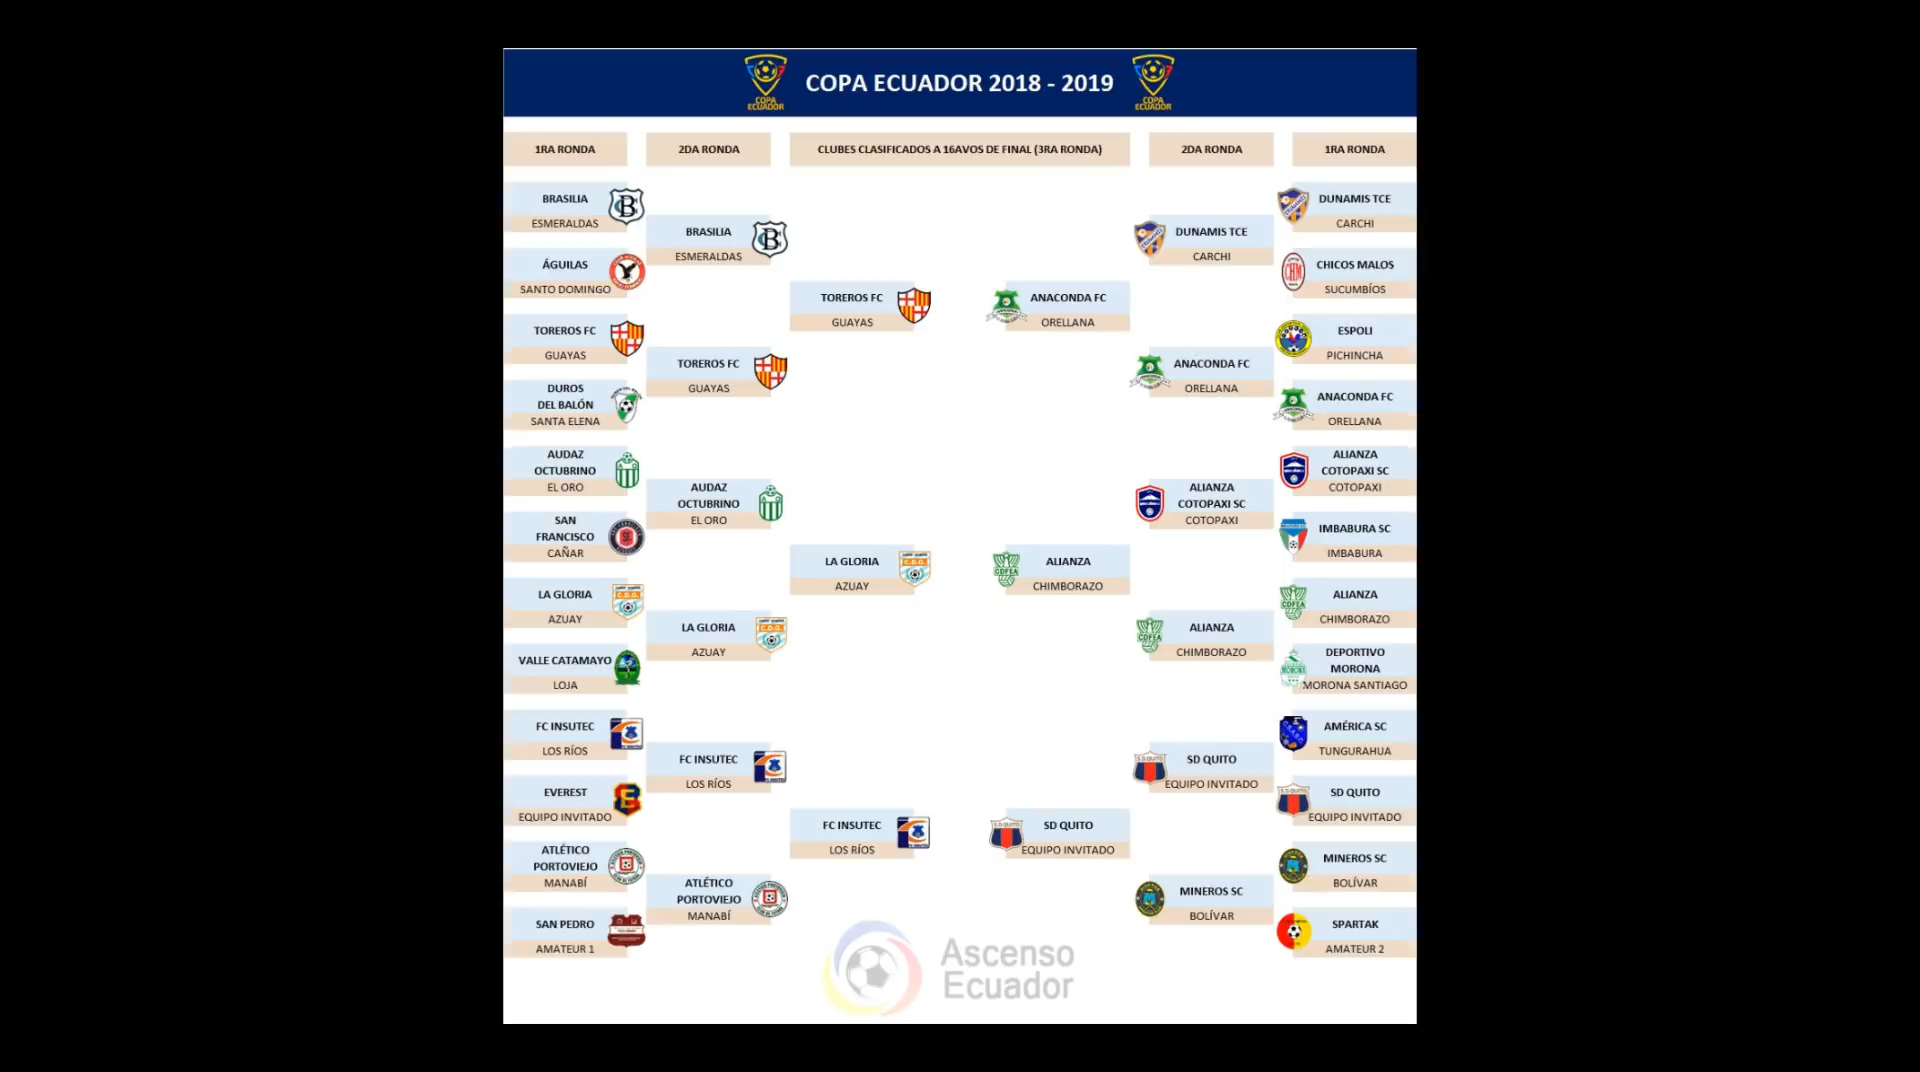 COPA ECUADOR 2018 - 2019
COPA
ECUADOR
COPA
ECUADOR
1RA RONDA
2DA RONDA
CLUBES CLASIFICADOS A 16AVOS DE FINAL (3RA RONDA)
2DA RONDA
1RA RONDA
BRASILIA
ESMERALDAS
ÁGUILAS
SANTO DOMINGO
TOREROS FC
GUAYAS
DUROS
DEL BALÓN
SANTA ELENA
AUDAZ
OCTUBRINO
EL ORO
SAN
FRANCISCO
CAÑAR
LA GLORIA
AZUAY
VALLE CATAMAYO
LOJA
FC INSUTEC
LOS RÍOS
EVEREST
EQUIPO INVITADO
ATLÉTICO
PORTOVIEJO
MANABÍ
SAN PEDRO
AMATEUR 1
BRASILIA
ESMERALDAS
TOREROS FC
GUAYAS
AUDAZ
OCTUBRINO
EL ORO
LA GLORIA
AZUAY
FC INSUTEC
LOS RÍOS
ATLÉTICO
PORTOVIEJO
MANABÍ
TOREROS FC
GUAYAS
LA GLORIA
AZUAY
FC INSUTEC
LOS RÍOS
ANACONDA FC
ORELLANA
ALIANZA
CHIMBORAZO
SD QUITO
EQUIPO INVITADO
DUNAMIS TCE
CARCHI
ANACONDA FC
ORELLANA
ALIANZA
COTOPAXI SC
COTOPAXI
ALIANZA
CHIMBORAZO
SD QUITO
EQUIPO INVITADO
MINEROS SC
BOLÍVAR
DUNAMIS TCE
CARCHI
CHICOS MALOS
SUCUMBÍOS
ESPOLI
PICHINCHA
ANACONDA FC
ORELLANA
ALIANZA
COTOPAXI SC
COTOPAXI
IMBABURA SC
IMBABURA
ALIANZA
CHIMBORAZO
DEPORTIVO
MORONA
MORONA SANTIAGO
AMÉRICA SC
TUNGURAHUA
SD QUITO
EQUIPO INVITADO
MINEROS SC
BOLÍVAR
SPARTAK
AMATEUR 2
Ascenso
Ecuador